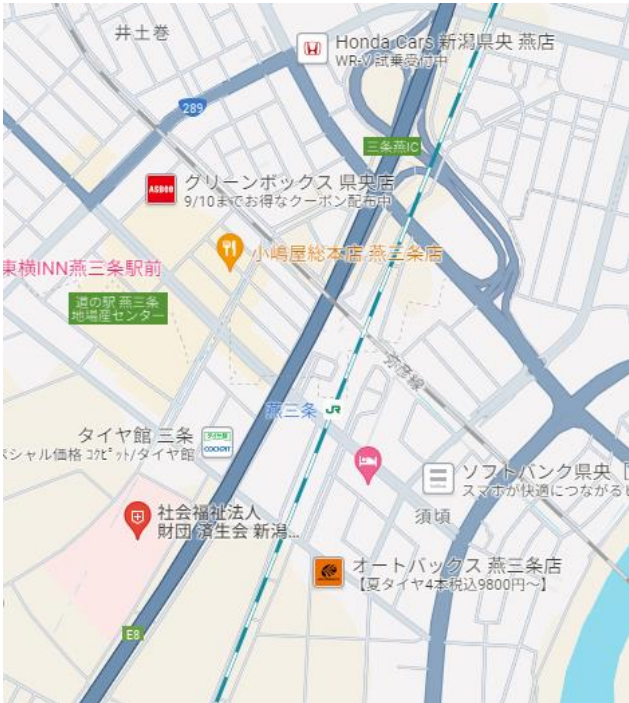 井土巻
Honda Cars 新潟県央 燕店
WR-V 試乗受付中
289
三条燕IC
ASBee
グリーンボックス 県央店
9/10までお得なクーポン配布中
小嶋屋総本店 燕三条店
東横INN燕三条駅前
道の駅 燕三条
地場産センター
弥彦線
燕三条
JR
タイヤ館 三条
スシャル価格 コクピット/タイヤ館
タイヤ館
COCKPIT
ソフトバンク県央
スマホが快適につながる
須頃
社会福祉法人
財団 済生会 新潟...
オートバックス 燕三条店
【夏タイヤ4本税込9800円～】
E8